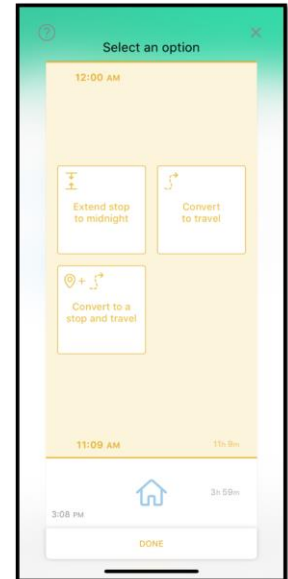 ?
Select an option
12:00 AM
Extend stop
to midnight
Convert
to travel
+
Convert to a
stop and travel
11:09 AM 11h 9m
3h 59m
3:08 PM
DONE